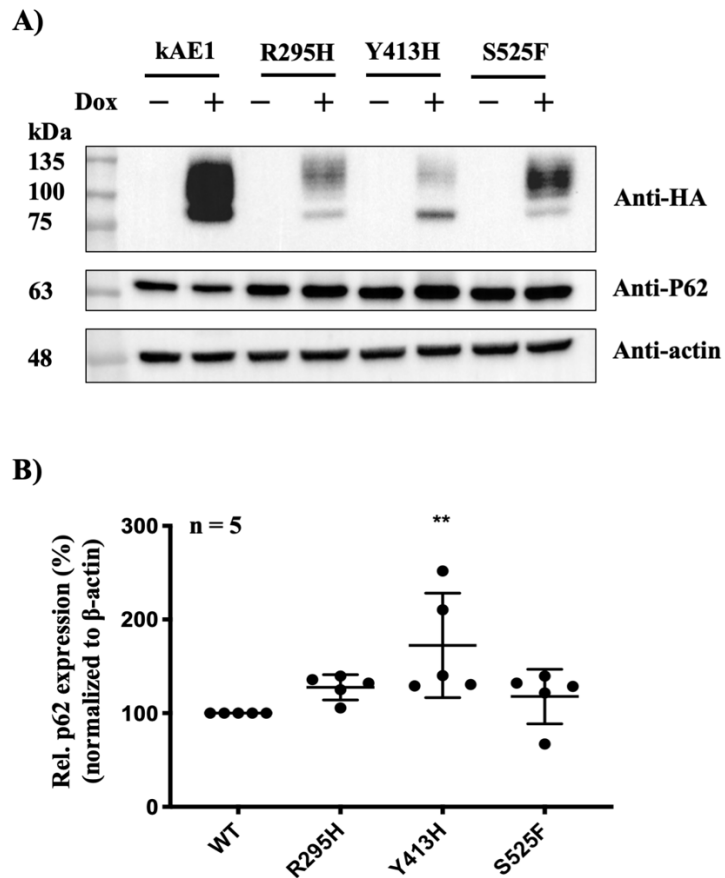 A)
kAE1 R295H Y413H S525F
Dox − + − + − + − +
kDa
135
100
75
Anti-HA
63
Anti-P62
48
Anti-actin
B)
Rel. p62 expression (%)
(normalized to β-actin)
300
200
100
0
n = 5
**
WT
R295H
Y413H
S525F